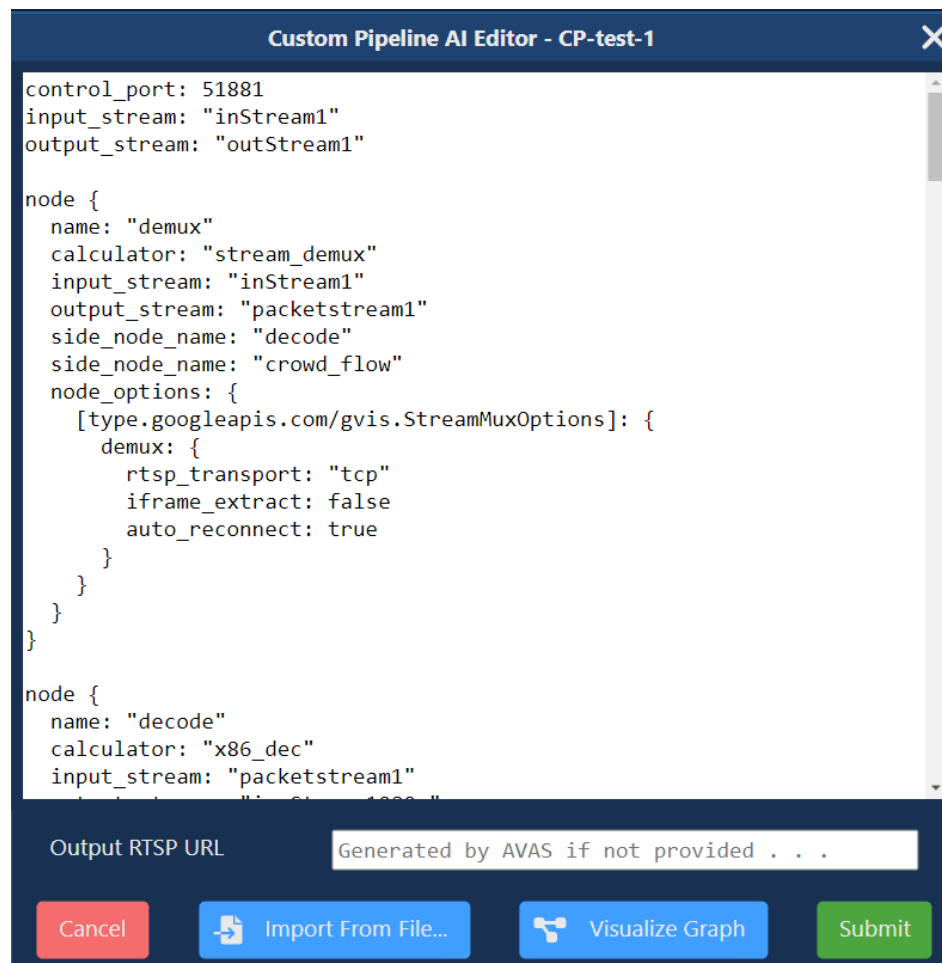 Custom Pipeline AI Editor - CP-test-1
control_port: 51881
input_stream: "inStream1"
output_stream: "outStream1"

node {
  name: "demux"
  calculator: "stream_demux"
  input_stream: "inStream1"
  output_stream: "packetstream1"
  side_node_name: "decode"
  side_node_name: "crowd_flow"
  node_options: {
    [type.googleapis.com/gvis.StreamMuxOptions]: {
      demux: {
        rtsp_transport: "tcp"
        iframe_extract: false
        auto_reconnect: true
      }
    }
  }
}

node {
  name: "decode"
  calculator: "x86_dec"
  input_stream: "packetstream1"
Output RTSP URL
Generated by AVAS if not provided . . .
Cancel
Import From File...
Visualize Graph
Submit